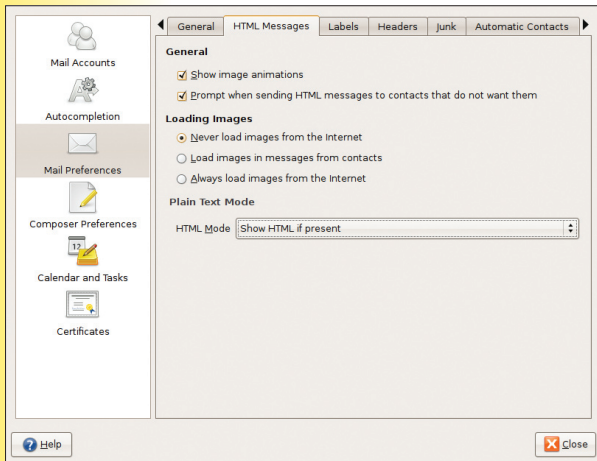 General
HTML Messages
Labels
Headers
Junk
Automatic Contacts
Mail Accounts
Autocompletion
Mail Preferences
Composer Preferences
12
Calendar and Tasks
Certificates
General
Show image animations
Prompt when sending HTML messages to contacts that do not want them
Loading Images
Never load images from the Internet
Load images in messages from contacts
Always load images from the Internet
Plain Text Mode
HTML Mode Show HTML if present
Help
Close